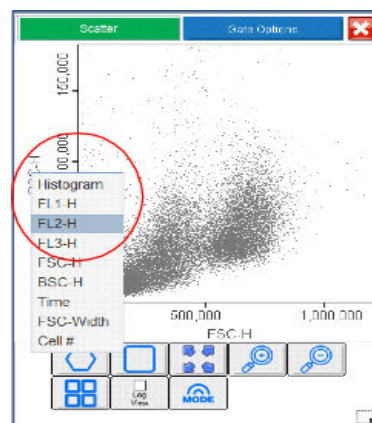 Scatter
Gate Options
150,000
Histogram
FL1-H
FL2-H
FL3-H
FSC-H
BSC-H
Time
FSC-Width
Cell #
500,000
1,000,000
FSC-H
Log
View
MODE